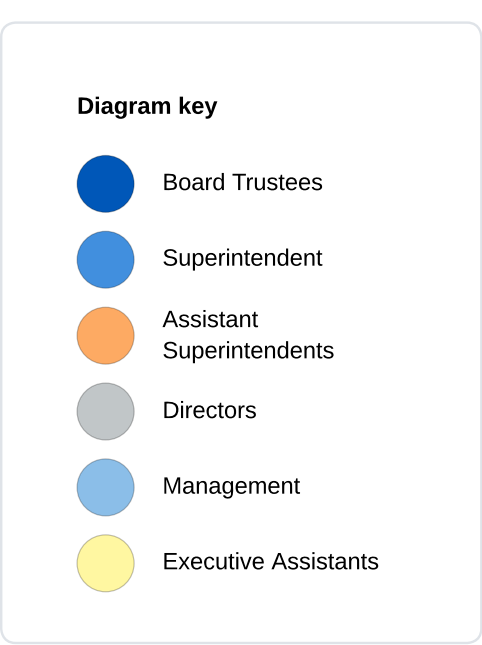 Diagram key
Board Trustees
Superintendent
Assistant
Superintendents
Directors
Management
Executive Assistants